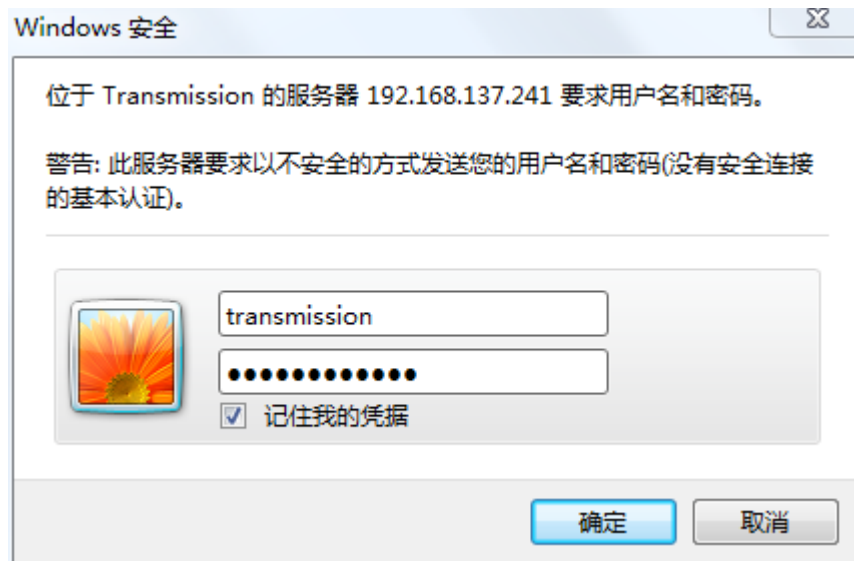 Windows 安全
位于 Transmission 的服务器 192.168.137.241 要求用户名和密码。
警告: 此服务器要求以不安全的方式发送您的用户名和密码(没有安全连接
的基本认证)。
transmission
●●●●●●●●●●●●
记住我的凭据
确定
取消